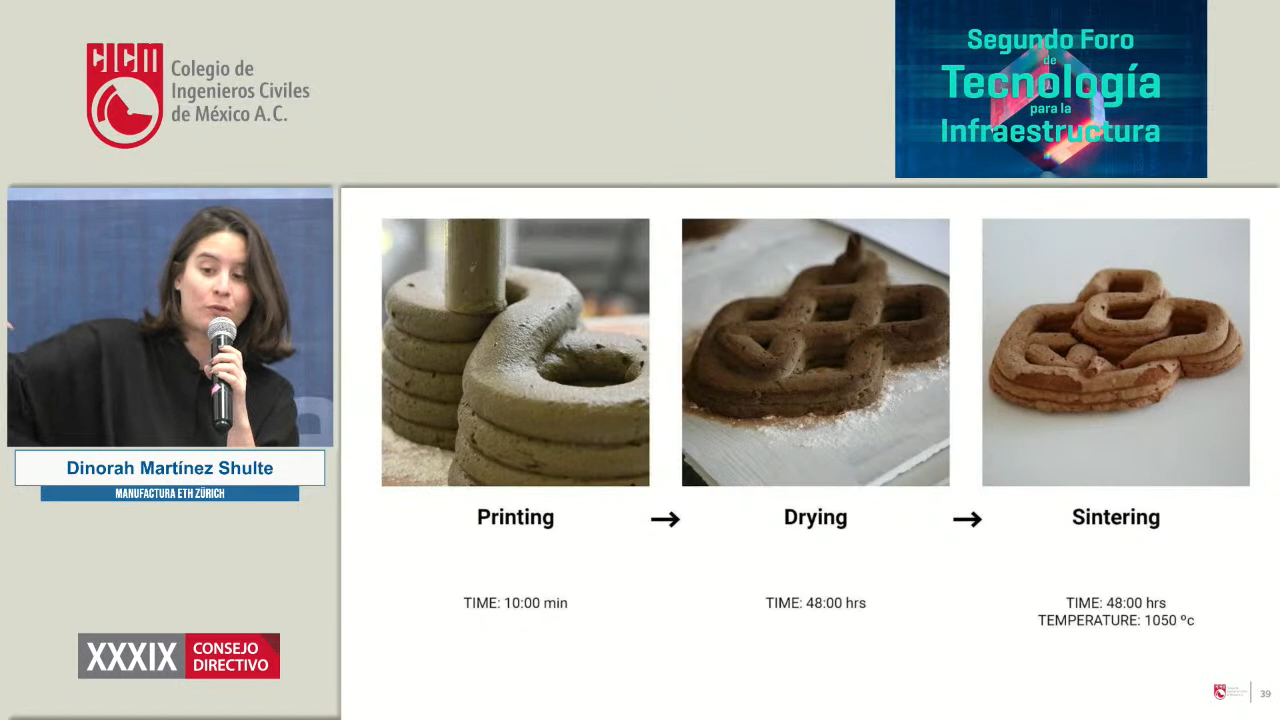 CICM
Colegio de
Ingenieros Civiles
de México A.C.
Segundo Foro
de
Tecnología
para la
Infraestructura
Dinorah Martínez Shulte
MANUFACTURA ETH ZÜRICH
XXXIX
CONSEJO
DIRECTIVO
Printing → Drying → Sintering
TIME: 10:00 min
TIME: 48:00 hrs
TIME: 48:00 hrs
TEMPERATURE: 1050 ºc
39